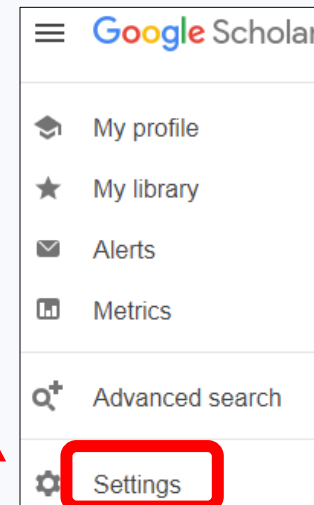 Google Scholar
My profile
My library
Alerts
Metrics
Advanced search
Settings